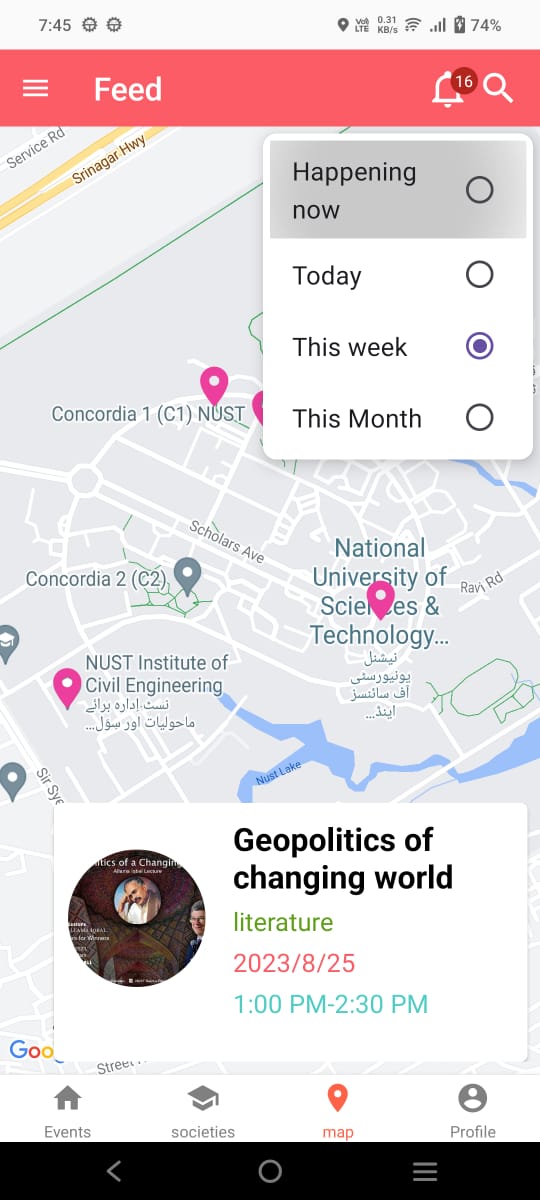 7:45
Vo)
LTE
0.31
KB/s
74%
Feed
16
Service Rd
Srinagar Hwy
Happening
now
Today
This week
This Month
Concordia 1 (C1) NUST
Scholars Ave
National
University of
Sciences &
Technology...
نیشنل
یونیورسٹی
آف سائنسز
اینڈ...
Ravi Rd
Concordia 2 (C2)
NUST Institute of
Civil Engineering
نسٹ اِدارہ برائے
ماحولیات اور سِوَل...
Nust Lake
Sir Sye
Geopolitics of
changing world
literature
2023/8/25
1:00 PM-2:30 PM
itics of a Changing
Allama Iqbal Lecture
Goo
Street
Events
societies
map
Profile